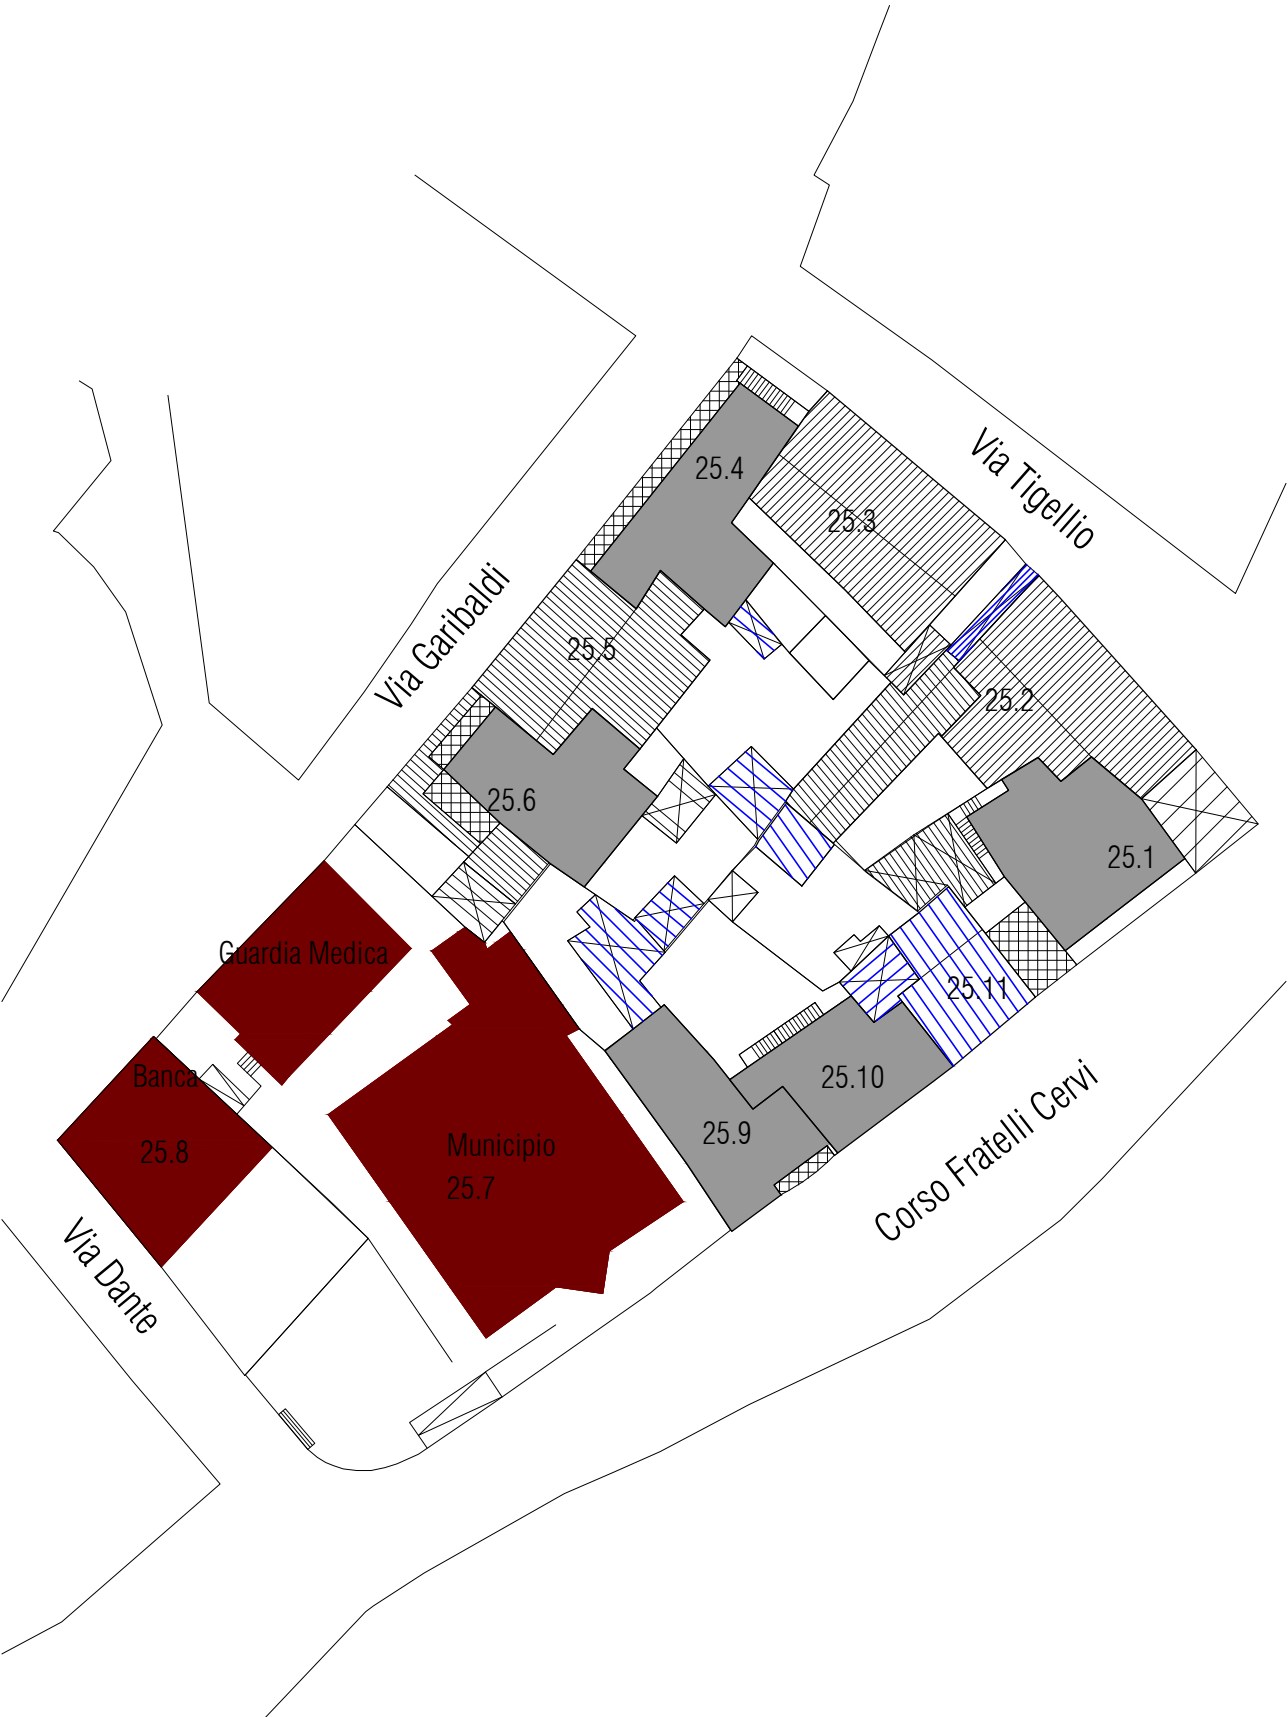 25.4
Via Tigellio
25.3
Via Garibaldi
25.5
25.2
25.6
25.1
Guardia Medica
25.11
Banca
25.10
25.9
Municipio
25.8
25.7
Corso Fratelli Cervi
Via Dante